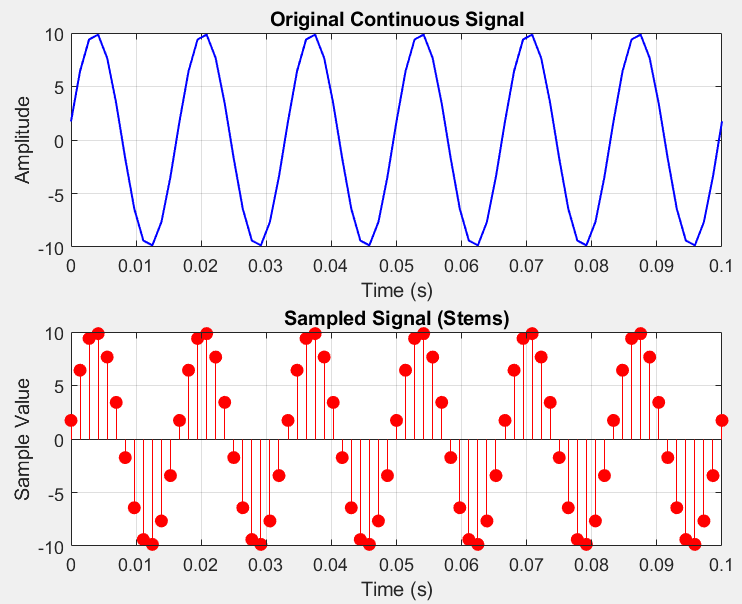 Original Continuous Signal
10
5
0
-5
-10
Amplitude
0 0.01 0.02 0.03 0.04 0.05 0.06 0.07 0.08 0.09 0.1
Time (s)
Sampled Signal (Stems)
10
5
0
-5
-10
Sample Value
0 0.01 0.02 0.03 0.04 0.05 0.06 0.07 0.08 0.09 0.1
Time (s)